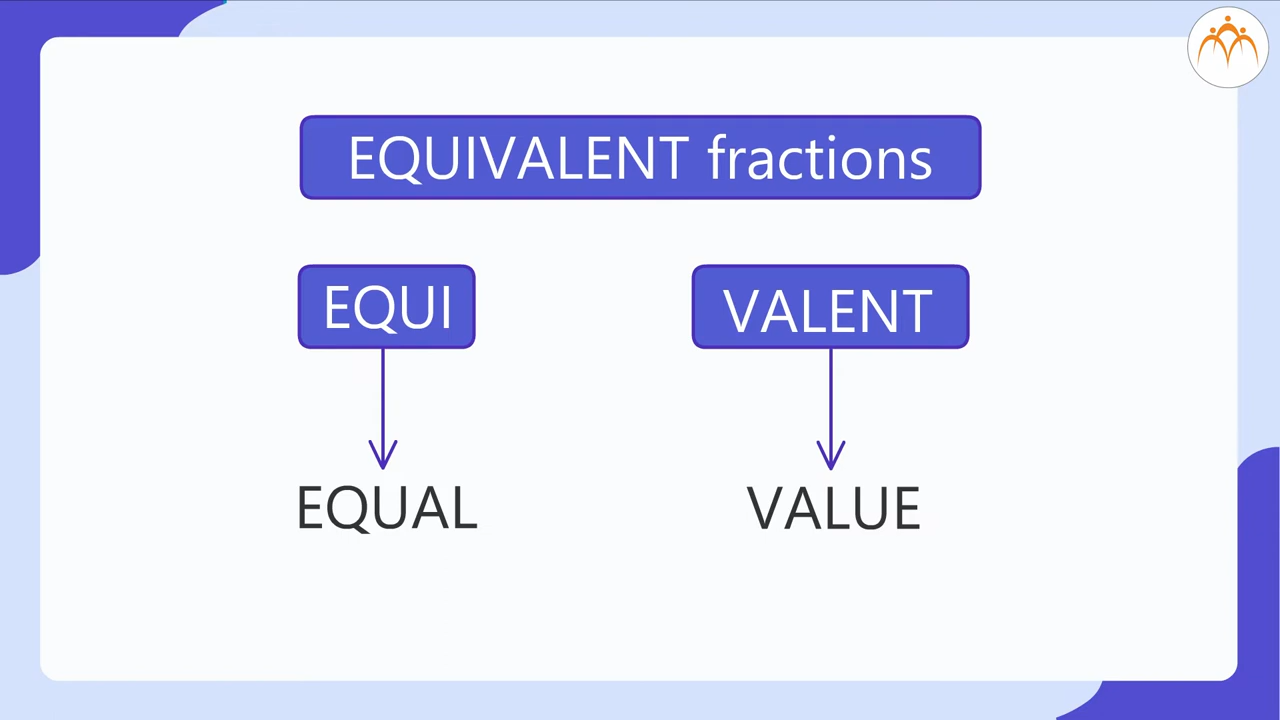 EQUIVALENT fractions
EQUI
VALENT
EQUAL
VALUE